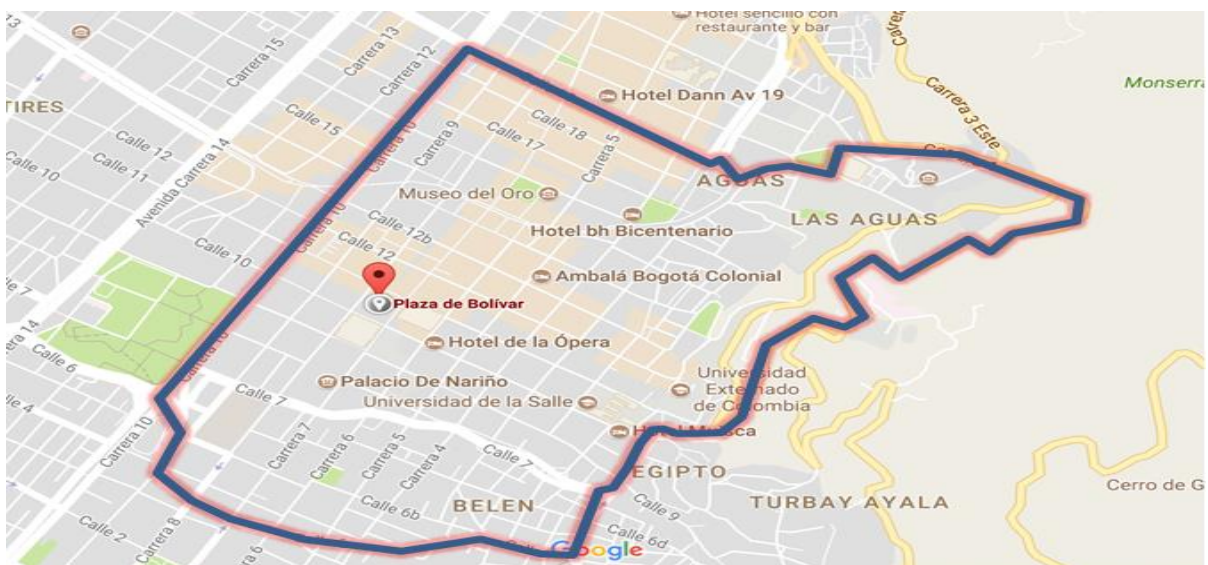 Hotel sencillo con
restaurante y bar
13
Carrera 15
Carrera 13
Carrera 12
Monserra
Hotel Dann Av 19
Carrera 3 Este
TIRES
Calle 15
Calle 18
Calle 17
Carrera 5
Carrera 9
Carrera 10
Calle 12
Calle 11
Calle 10
Avenida Carrera 14
AGUAS
Museo del Oro
LAS AGUAS
Hotel bh Bicentenario
Carrera 10
Calle 12b
Calle 12
Calle 10
Ambalá Bogotá Colonial
Plaza de Bolívar
Hotel de la Ópera
Carrera 10
Calle 6
Palacio De Nariño
Calle 7
Universidad de la Salle
Universidad
Externado
de Colombia
Carrera 10
Carrera 7
Carrera 6
Carrera 5
Carrera 4
Calle 7
EGIPTO
TURBAY AYALA
Cerro de G
BELEN
Calle 6b
Calle 9
Calle 6d
Calle 2
Carrera 8
Google